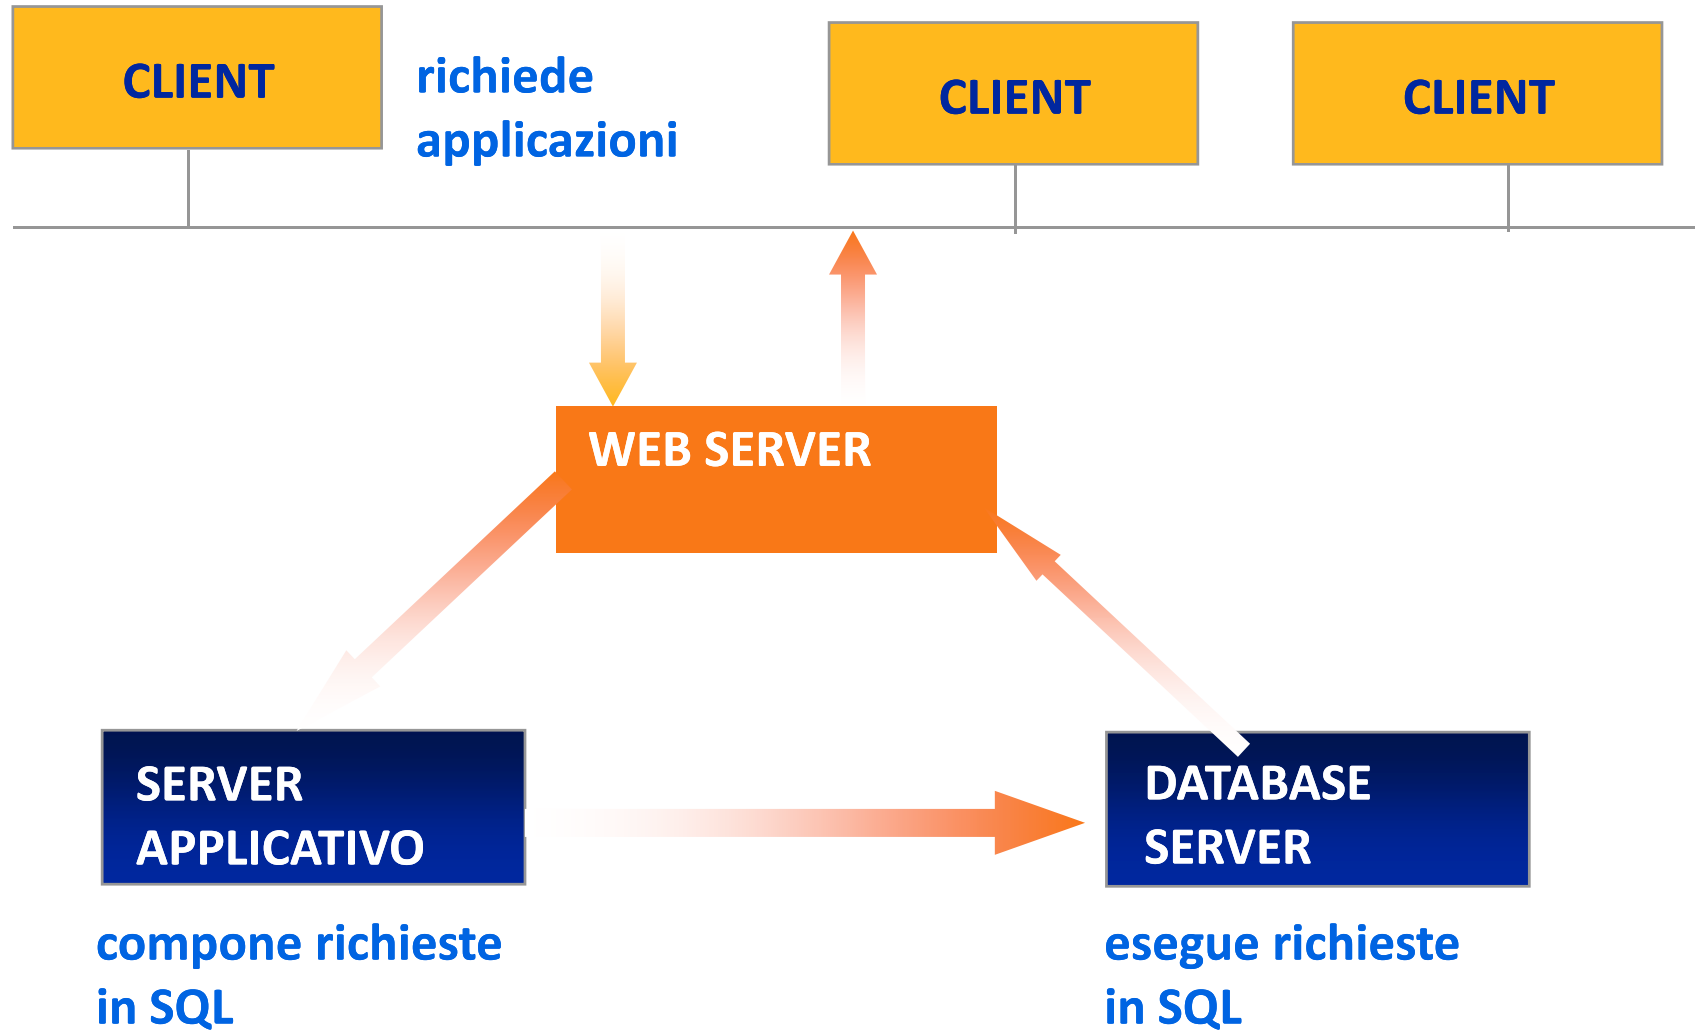 CLIENT
richiede
applicazioni
CLIENT
CLIENT
WEB SERVER
SERVER
APPLICATIVO
DATABASE
SERVER
compone richieste
in SQL
esegue richieste
in SQL